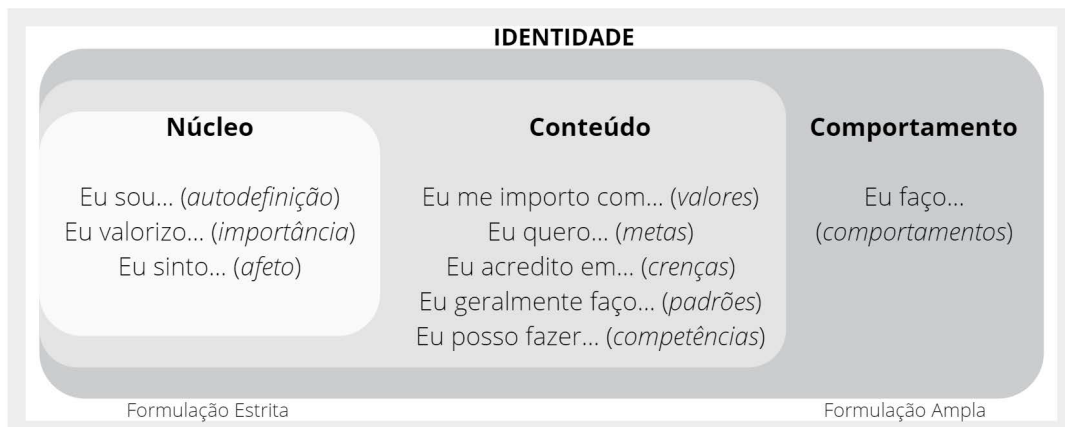 IDENTIDADE
Núcleo
Eu sou... (autodefinição)
Eu valorizo... (importância)
Eu sinto... (afeto)
Conteúdo
Eu me importo com... (valores)
Eu quero... (metas)
Eu acredito em... (crenças)
Eu geralmente faço... (padrões)
Eu posso fazer... (competências)
Comportamento
Eu faço...
(comportamentos)
Formulação Estrita
Formulação Ampla